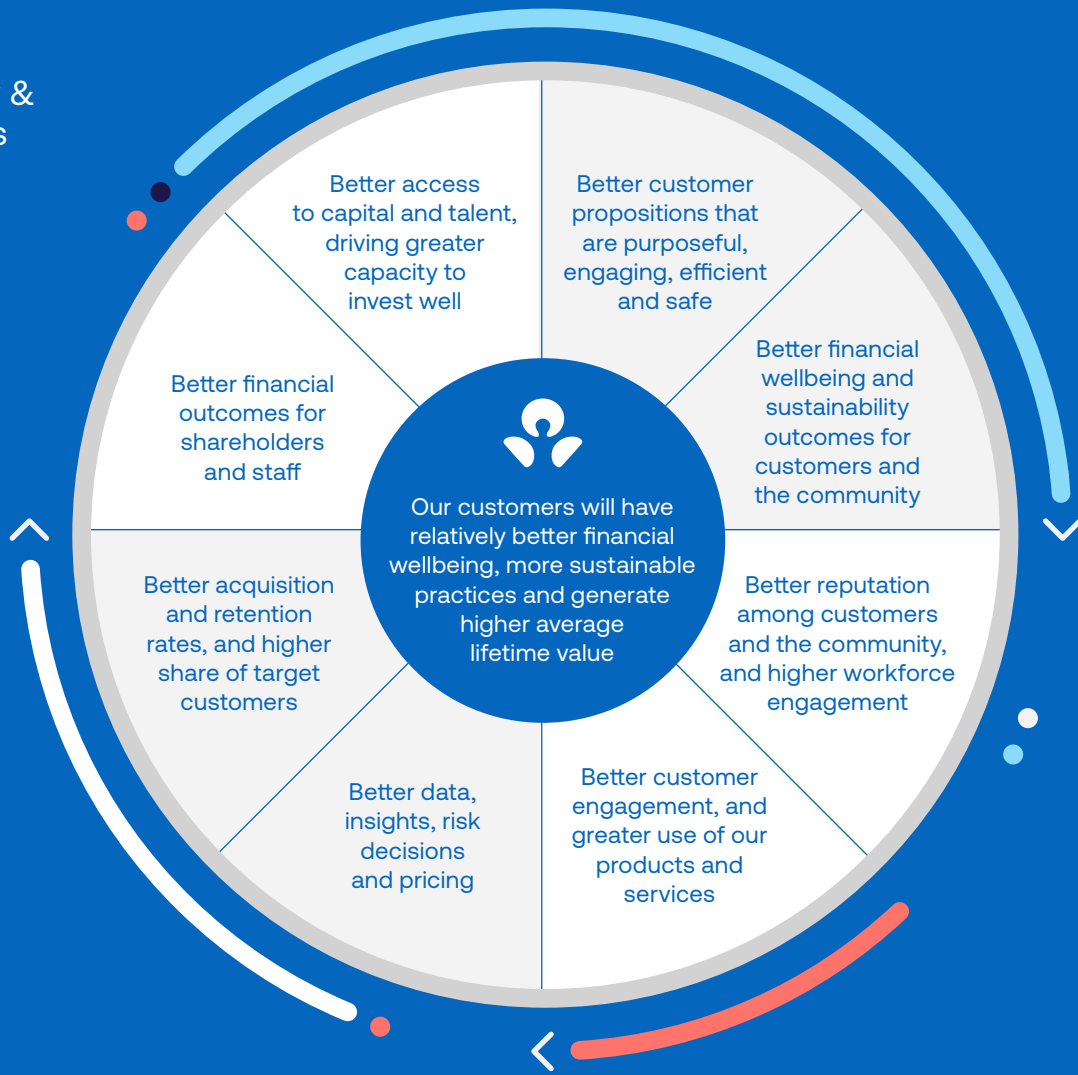 &
s
Better access
to capital and talent,
driving greater
capacity to
invest well
Better customer
propositions that
are purposeful,
engaging, efficient
and safe
Better financial
wellbeing and
sustainability
outcomes for
customers and
the community
Better reputation
among customers
and the community,
and higher workforce
engagement
Better customer
engagement, and
greater use of our
products and
services
Better data,
insights, risk
decisions
and pricing
Better acquisition
and retention
rates, and higher
share of target
customers
Better financial
outcomes for
shareholders
and staff
Our customers will have
relatively better financial
wellbeing, more sustainable
practices and generate
higher average
lifetime value